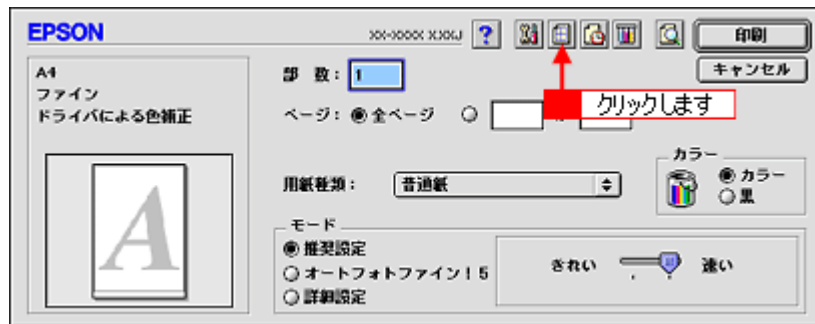 EPSON
XX-XXXX XXXJ ? 印刷
キャンセル
A4
ファイン
ドライバによる色補正
部 数: 1
ページ: 全ページ
クリックします
用紙種類: 普通紙
カラー
カラー
黒
モード
推奨設定
オートフォトファイン!5
詳細設定
きれい 速い
A